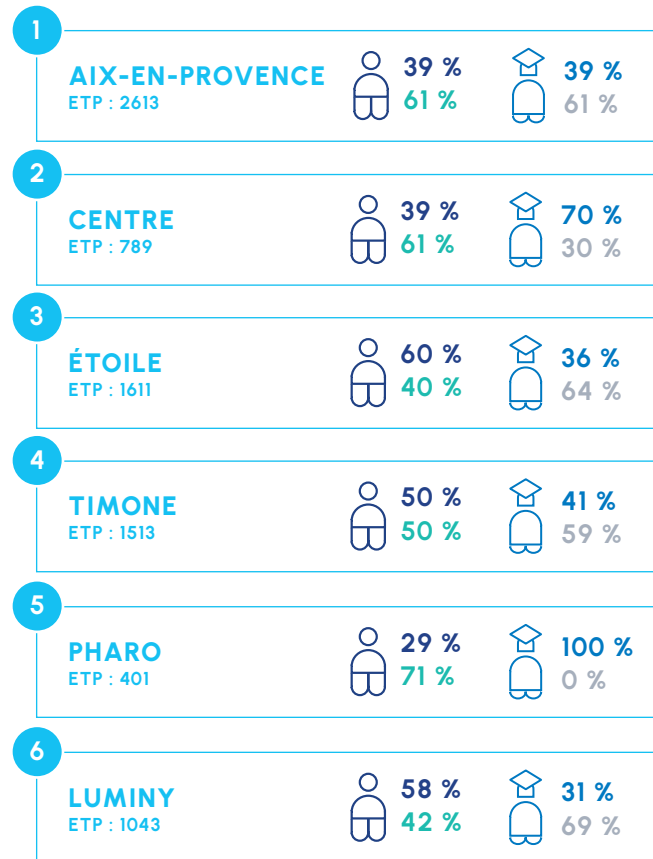 1
AIX-EN-PROVENCE
ETP : 2613
39 %
61 %
39 %
61 %
2
CENTRE
ETP : 789
39 %
61 %
70 %
30 %
3
ÉTOILE
ETP : 1611
60 %
40 %
36 %
64 %
4
TIMONE
ETP : 1513
50 %
50 %
41 %
59 %
5
PHARO
ETP : 401
29 %
71 %
100 %
0 %
6
LUMINY
ETP : 1043
58 %
42 %
31 %
69 %